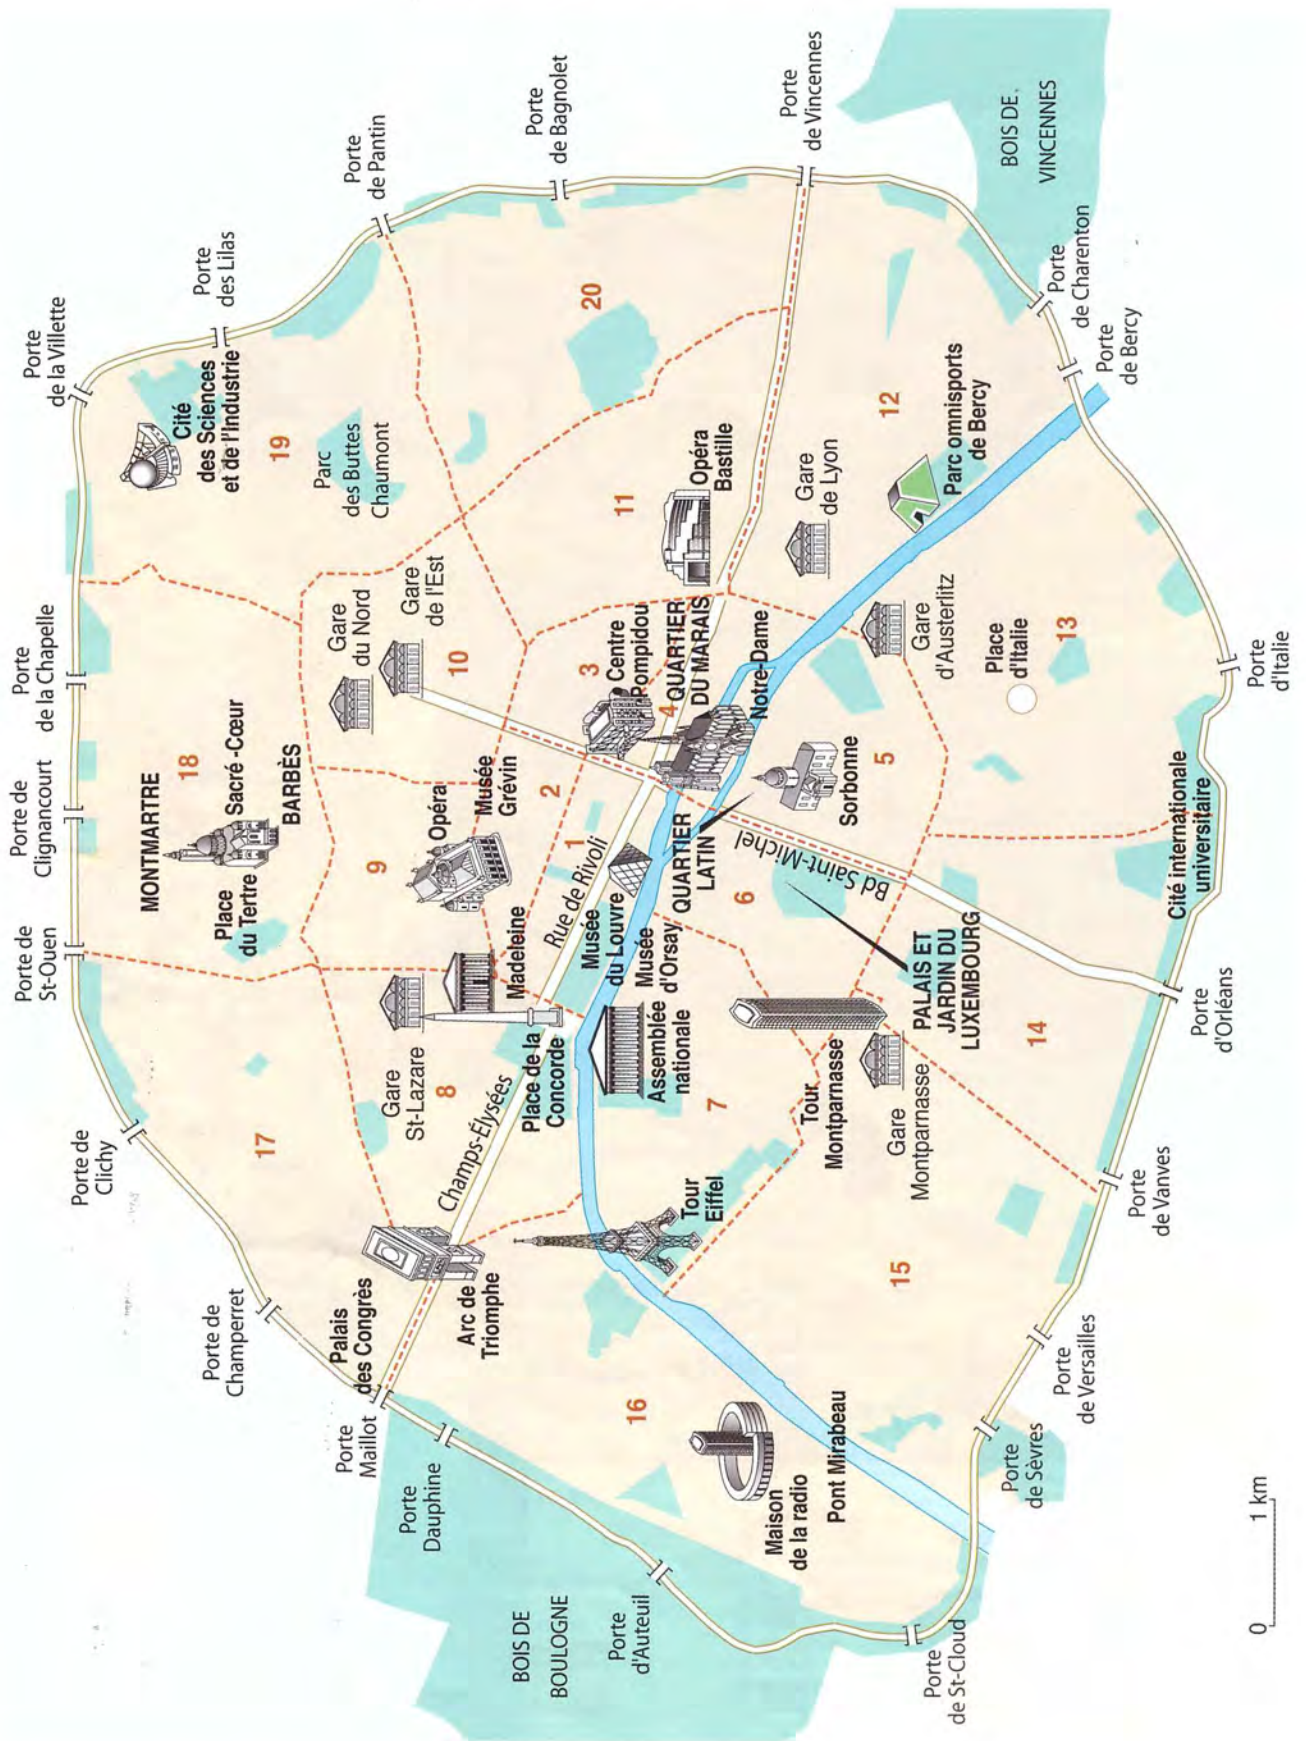 Porte de
St-Ouen
Porte de
Clignancourt
Porte
de la Chapelle
Porte
de la Villette
Porte
des Lilas
Porte
de Pantin
Porte
de Bagnolet
Porte
de Vincennes
Porte de
Clichy
Porte de
Champerret
Porte
Maillot
Porte
Dauphine
BOIS DE
BOULOGNE
Porte
d'Auteuil
Porte
de St-Cloud
MONTMARTRE
18
Place
du Tertre
Sacré -Cœur
BARBÈS
Cité
des Sciences
et de l'Industrie
19
Parc
des Buttes
Chaumont
17
Gare
St-Lazare
8
9
Opéra
Musée
Grévin
Madeleine
Gare
du Nord
Gare
de l'Est
10
20
Palais
des Congrès
Arc de
Triomphe
Champs-Élysées
Place de la
Concorde
Rue de Rivoli
1
2
3
Centre
Pompidou
4
QUARTIER
DU MARAIS
11
Opéra
Bastille
Musée
du Louvre
Musée
d'Orsay
Assemblée
nationale
7
Tour
Eiffel
16
Maison
de la radio
Pont Mirabeau
QUARTIER
LATIN
Notre-Dame
Bd Saint-Michel
6
Sorbonne
5
Gare
de Lyon
12
Parc omnisports
de Bercy
BOIS DE
VINCENNES
Porte
de Charenton
Porte
de Bercy
Gare
d'Austerlitz
Place
d'Italie
13
Tour
Montparnasse
Gare
Montparnasse
PALAIS ET
JARDIN DU
LUXEMBOURG
14
15
Cité internationale
universitaire
Porte
de Sèvres
Porte
de Versailles
Porte
de Vanves
Porte
d'Orléans
Porte
d'Italie
0 1 km